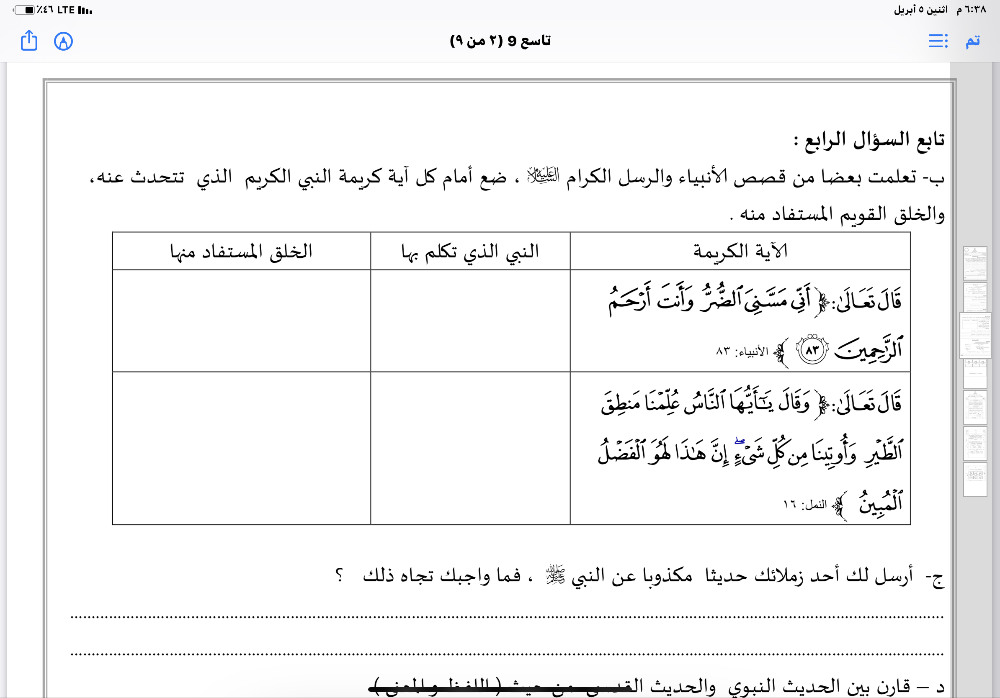 ٦:٣٨ م اثنين ٥ أبريل
LTE ٤٦٪
تم
تاسع 9 (٢ من ٩)
تابع السؤال الرابع :
ب- تعلمت بعضا من قصص الأنبياء والرسل الكرام عليه السلام ، ضع أمام كل آية كريمة النبي الكريم الذي تتحدث عنه،
والخلق القويم المستفاد منه .
الآية الكريمة
النبي الذي تكلم بها
الخلق المستفاد منها
قَالَ تَعَالَىٰ: ﴿ أَنِّي مَسَّنِيَ ٱلضُّرُّ وَأَنتَ أَرْحَمُ
ٱلرَّٰحِمِينَ ٨٣ ﴾ الأنبياء: ٨٣
قَالَ تَعَالَىٰ: ﴿ وَقَالَ يَٰٓأَيُّهَا ٱلنَّاسُ عُلِّمْنَا مَنطِقَ
ٱلطَّيْرِ وَأُوتِينَا مِن كُلِّ شَىْءٍ ۖ إِنَّ هَٰذَا لَهُوَ ٱلْفَضْلُ
ٱلْمُبِينُ ﴾ النمل: ١٦
ج- أرسل لك أحد زملائك حديثا مكذوبا عن النبي ﷺ ، فما واجبك تجاه ذلك ؟
د – قارن بين الحديث النبوي والحديث القدسي من حيث ( اللفظ والمعنى )